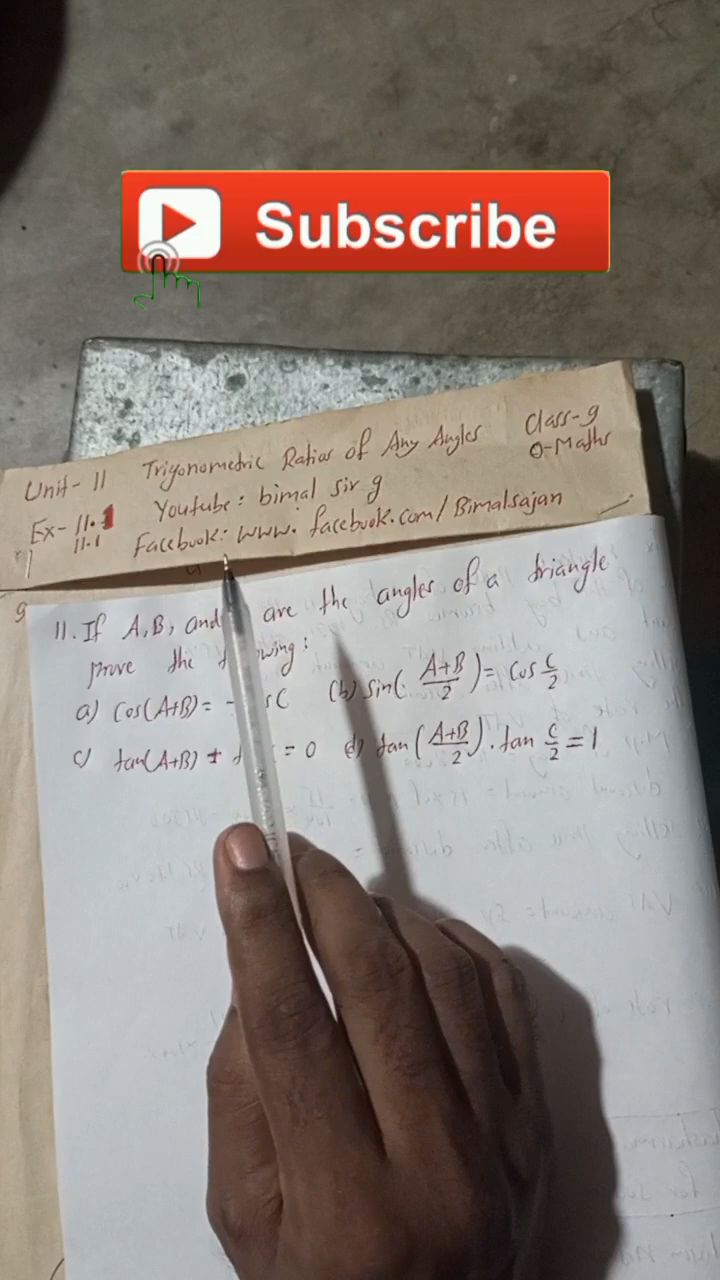 Subscribe
Unit- 11 Trigonometric Ratios of Any Angles Class-9
O-Maths
Ex- 11.1 Youtube: bimal sir g
11.1
Facebook: www. facebook.com/Bimalsajan
11. If A, B, and are the angles of a triangle
prove the following:
a) Cos(A+B) = - C (b) sin(A+B/2) = cos C/2
c) tan(A+B) + = 0 d) tan(A+B/2) . tan C/2 = 1